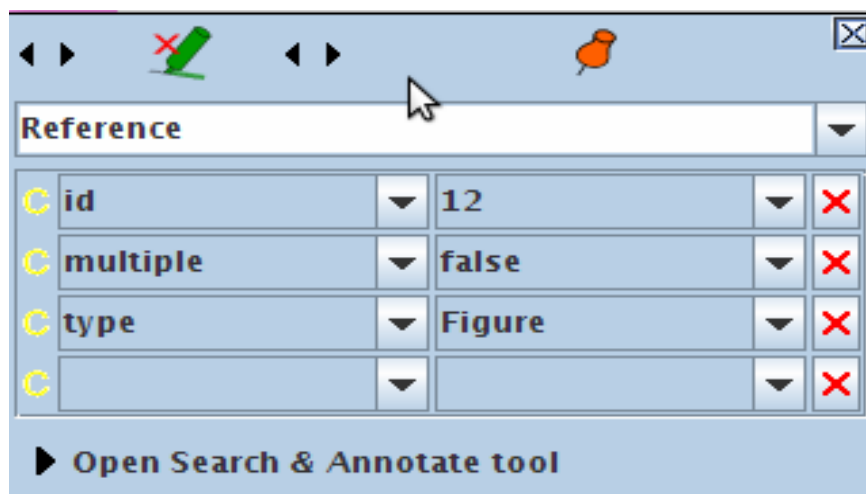 Reference
C id 12
C multiple false
C type Figure
C
Open Search & Annotate tool